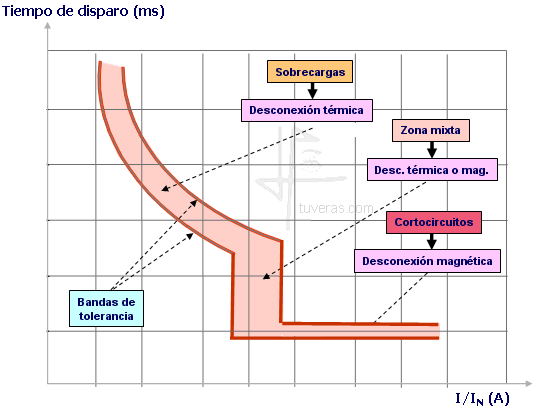 Tiempo de disparo (ms)
Sobrecargas
Desconexión térmica
Zona mixta
Desc. térmica o mag.
tuveras.com
Cortocircuitos
Desconexión magnética
Bandas de
tolerancia
I/IN (A)